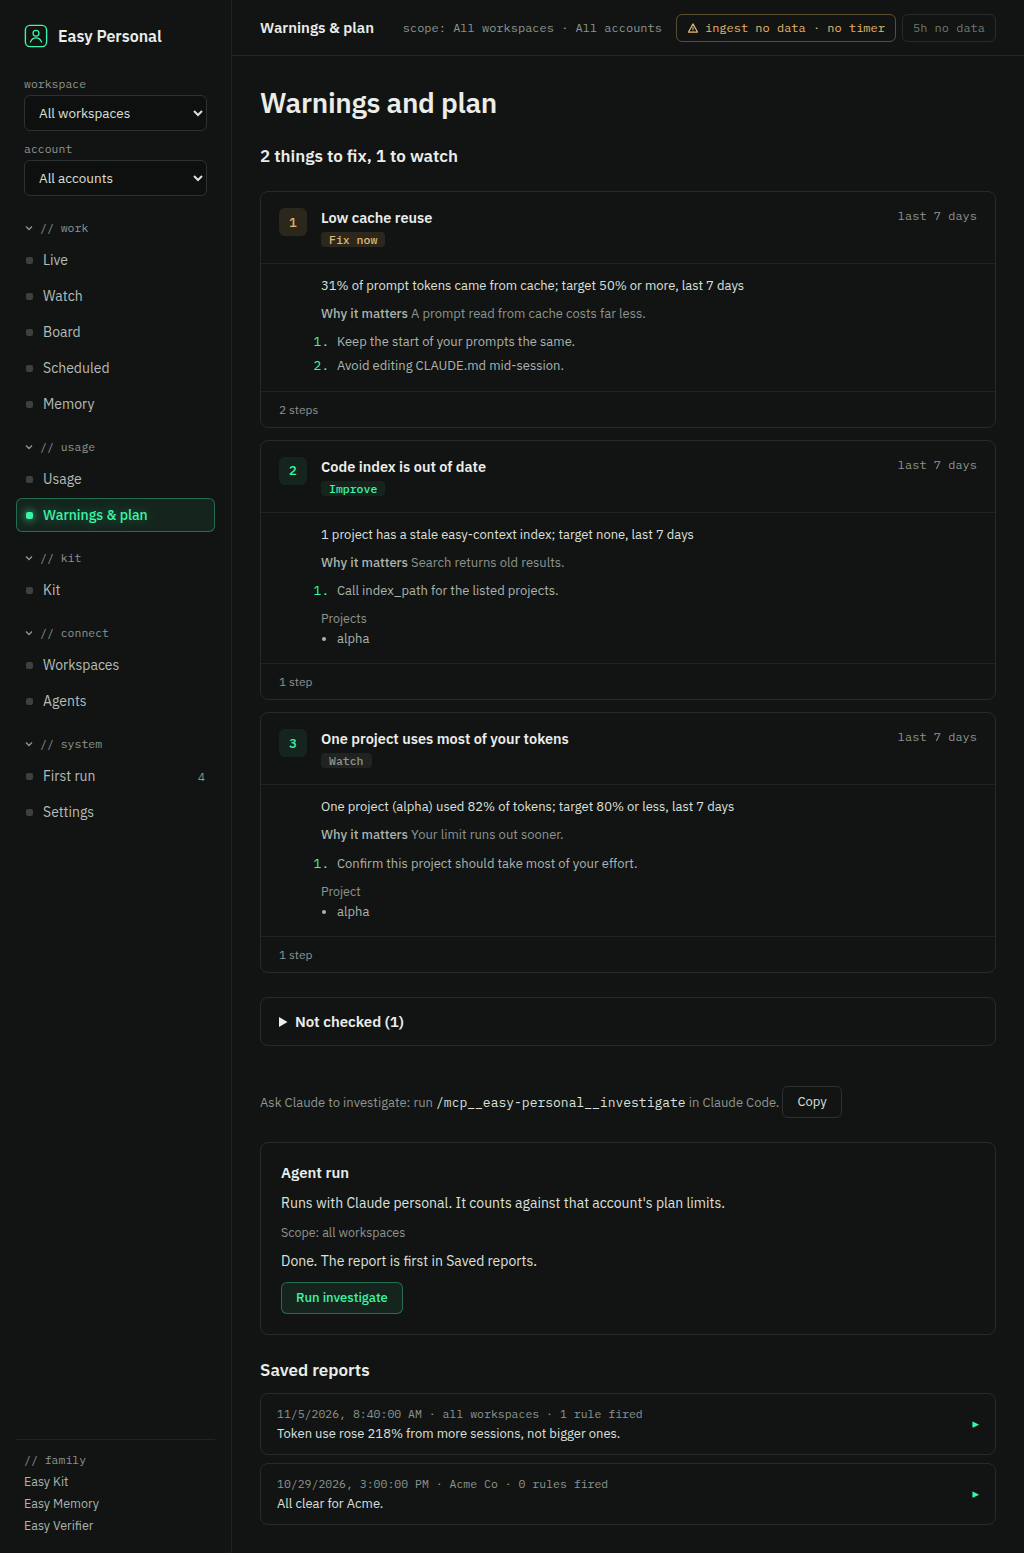 Easy Personal
workspace
All workspaces
account
All accounts
// work
Live
Watch
Board
Scheduled
Memory
// usage
Usage
Warnings & plan
// kit
Kit
// connect
Workspaces
Agents
// system
First run 4
Settings
// family
Easy Kit
Easy Memory
Easy Verifier
Warnings & plan scope: All workspaces · All accounts ⚠ ingest no data · no timer 5h no data
Warnings and plan
2 things to fix, 1 to watch
1 Low cache reuse last 7 days
Fix now
31% of prompt tokens came from cache; target 50% or more, last 7 days
Why it matters A prompt read from cache costs far less.
1. Keep the start of your prompts the same.
2. Avoid editing CLAUDE.md mid-session.
2 steps
2 Code index is out of date last 7 days
Improve
1 project has a stale easy-context index; target none, last 7 days
Why it matters Search returns old results.
1. Call index_path for the listed projects.
Projects
• alpha
1 step
3 One project uses most of your tokens last 7 days
Watch
One project (alpha) used 82% of tokens; target 80% or less, last 7 days
Why it matters Your limit runs out sooner.
1. Confirm this project should take most of your effort.
Project
• alpha
1 step
▶ Not checked (1)
Ask Claude to investigate: run /mcp__easy-personal__investigate in Claude Code. Copy
Agent run
Runs with Claude personal. It counts against that account's plan limits.
Scope: all workspaces
Done. The report is first in Saved reports.
Run investigate
Saved reports
11/5/2026, 8:40:00 AM · all workspaces · 1 rule fired
Token use rose 218% from more sessions, not bigger ones.
10/29/2026, 3:00:00 PM · Acme Co · 0 rules fired
All clear for Acme.